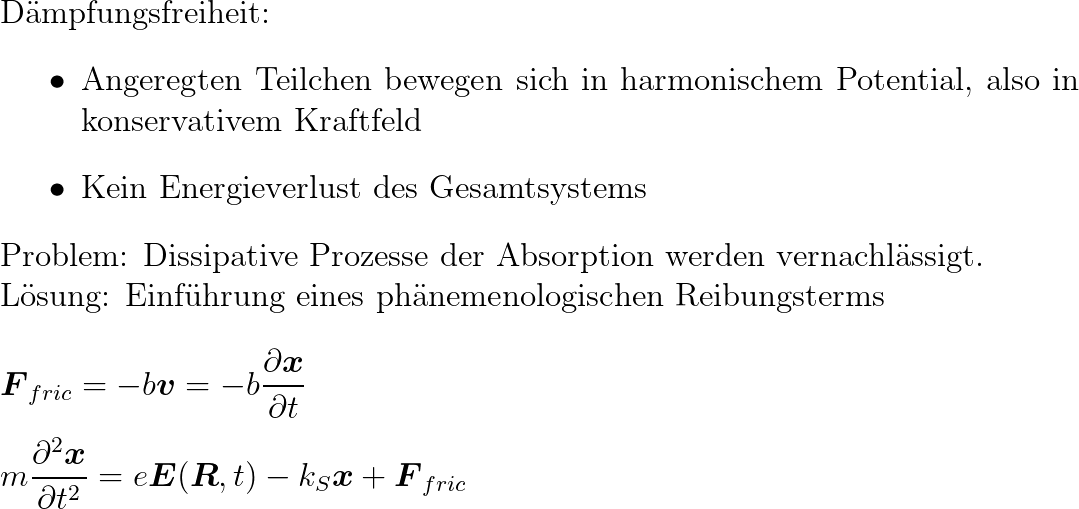 Dämpfungsfreiheit:
• Angeregten Teilchen bewegen sich in harmonischem Potential, also in
konservativem Kraftfeld
• Kein Energieverlust des Gesamtsystems
Problem: Dissipative Prozesse der Absorption werden vernachlässigt.
Lösung: Einführung eines phänemenologischen Reibungsterms
$\boldsymbol{F}_{fric} = -b\boldsymbol{v} = -b\frac{\partial \boldsymbol{x}}{\partial t}$
$m\frac{\partial^2 \boldsymbol{x}}{\partial t^2} = e\boldsymbol{E}(\boldsymbol{R}, t) - k_S\boldsymbol{x} + \boldsymbol{F}_{fric}$